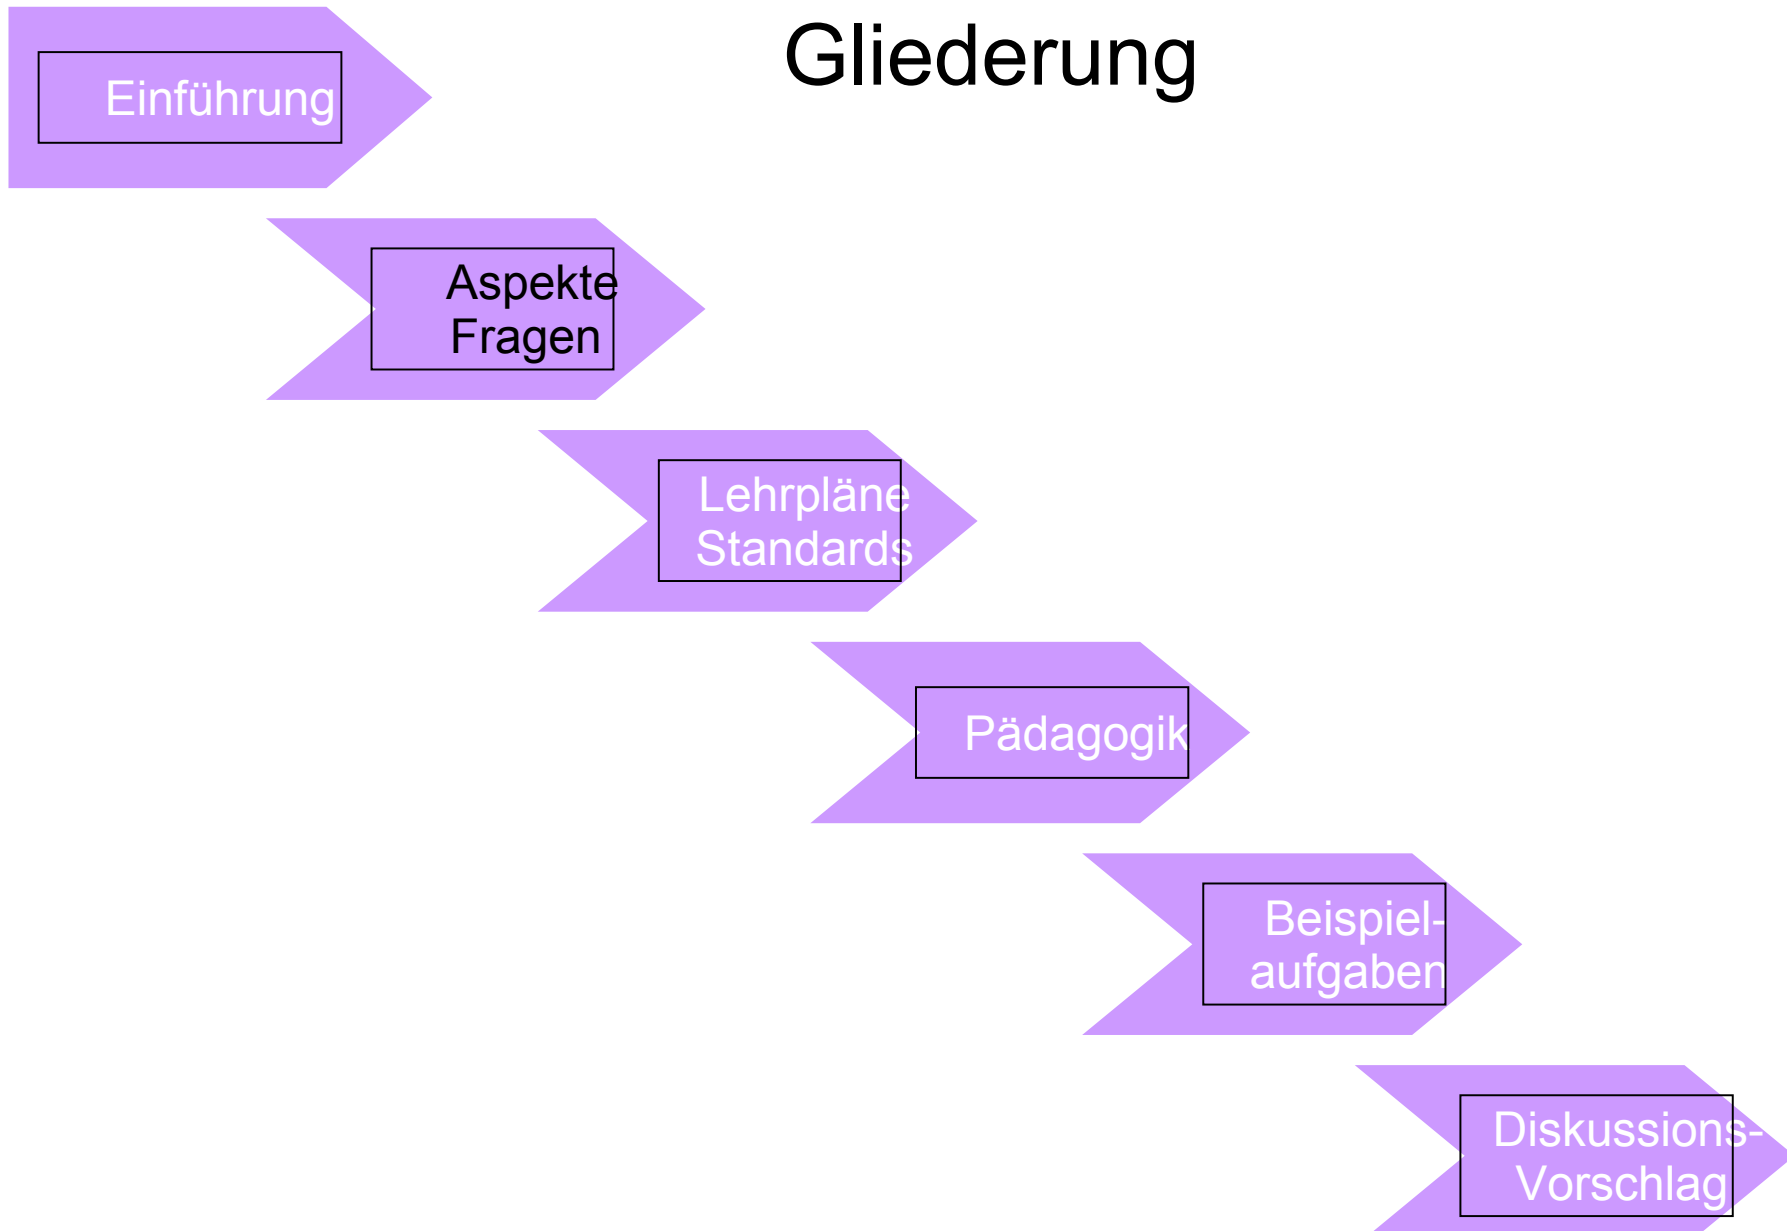 Gliederung
Einführung
Aspekte
Fragen
Lehrpläne
Standards
Pädagogik
Beispiel-
aufgaben
Diskussions-
Vorschlag